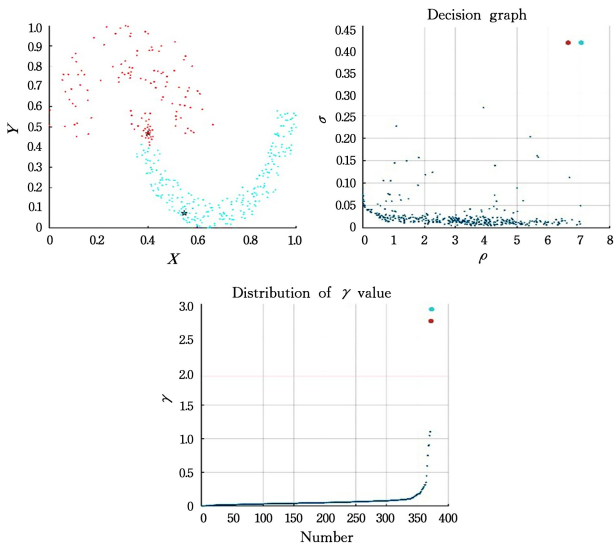 Decision graph
1.0
0.9
0.8
0.7
0.6
0.5
0.4
0.3
0.2
0.1
0
Y
0 0.2 0.4 0.6 0.8 1.0
X
0.45
0.40
0.35
0.30
0.25
0.20
0.15
0.10
0.05
0
σ
0 1 2 3 4 5 6 7 8
ρ
Distribution of γ value
3.0
2.5
2.0
1.5
1.0
0.5
0
γ
0 50 100 150 200 250 300 350 400
Number